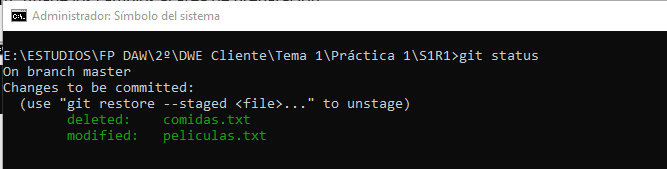 Administrador: Símbolo del sistema
E:\ESTUDIOS\FP DAW\2º\DWE Cliente\Tema 1\Práctica 1\S1R1>git status
On branch master
Changes to be committed:
  (use "git restore --staged <file>..." to unstage)
        deleted:    comidas.txt
        modified:   peliculas.txt